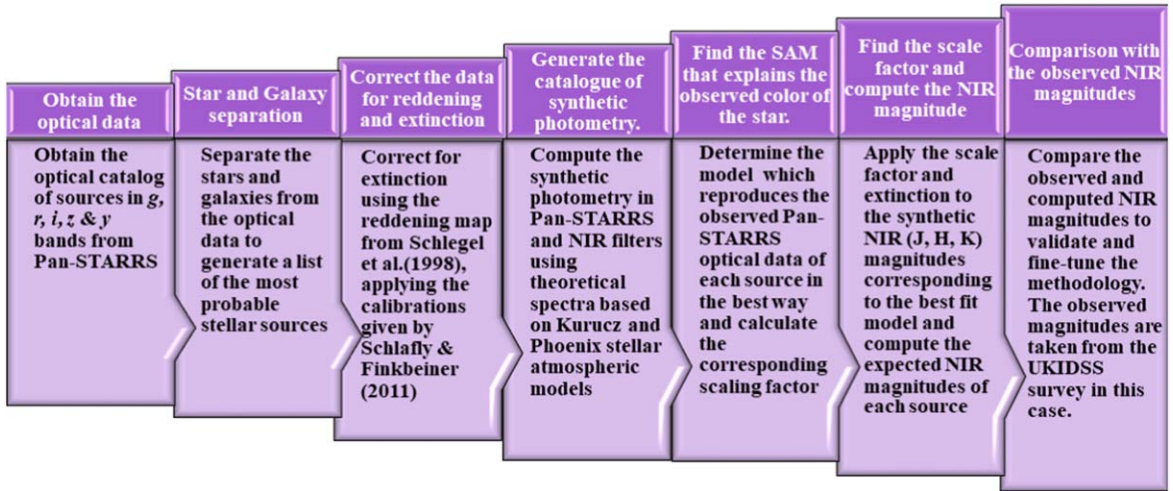 Obtain the
optical data
Obtain the
optical catalog
of sources in g,
r, i, z & y
bands from
Pan-STARRS
Star and Galaxy
separation
Separate the
stars and
galaxies from
the optical
data to
generate a list
of the most
probable
stellar sources
Correct the data
for reddening
and extinction
Correct for
extinction
using the
reddening map
from Schlegel
et al.(1998),
applying the
calibrations
given by
Schlafly &
Finkbeiner
(2011)
Generate the
catalogue of
synthetic
photometry.
Compute the
synthetic
photometry in
Pan-STARRS
and NIR filters
using
theoretical
spectra based
on Kurucz and
Phoenix stellar
atmospheric
models
Find the SAM
that explains the
observed color of
the star.
Determine the
model which
reproduces the
observed Pan-
STARRS
optical data of
each source in
the best way
and calculate
the
corresponding
scaling factor
Find the scale
factor and
compute the NIR
magnitude
Apply the scale
factor and
extinction to
the synthetic
NIR (J, H, K)
magnitudes
corresponding
to the best fit
model and
compute the
expected NIR
magnitudes of
each source
Comparison with
the observed NIR
magnitudes
Compare the
observed and
computed NIR
magnitudes to
validate and
fine-tune the
methodology.
The observed
magnitudes are
taken from the
UKIDSS
survey in this
case.